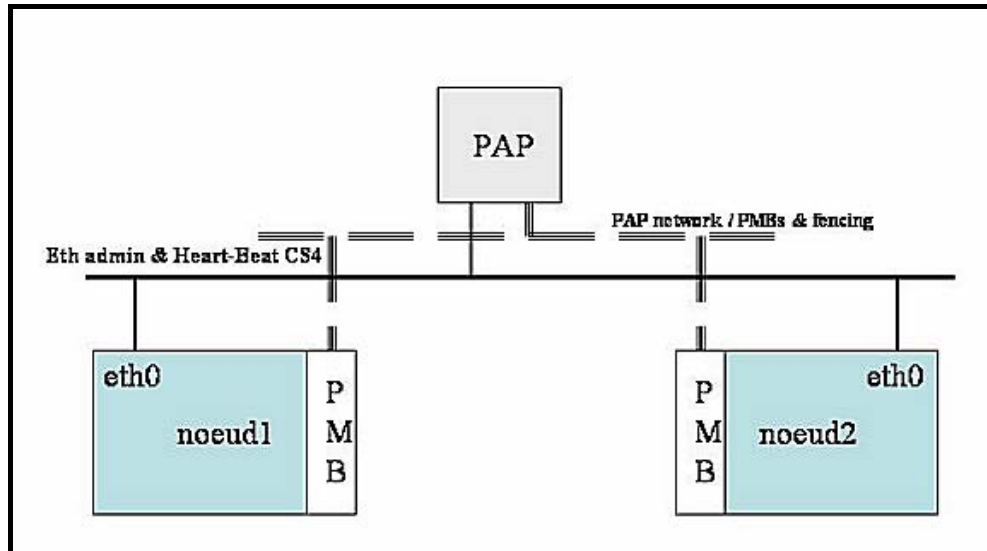 PAP
PAP network / PMBs & fencing
Eth admin & Heart-Beat CS4
eth0
noeud1
P
M
B
P
M
B
eth0
noeud2